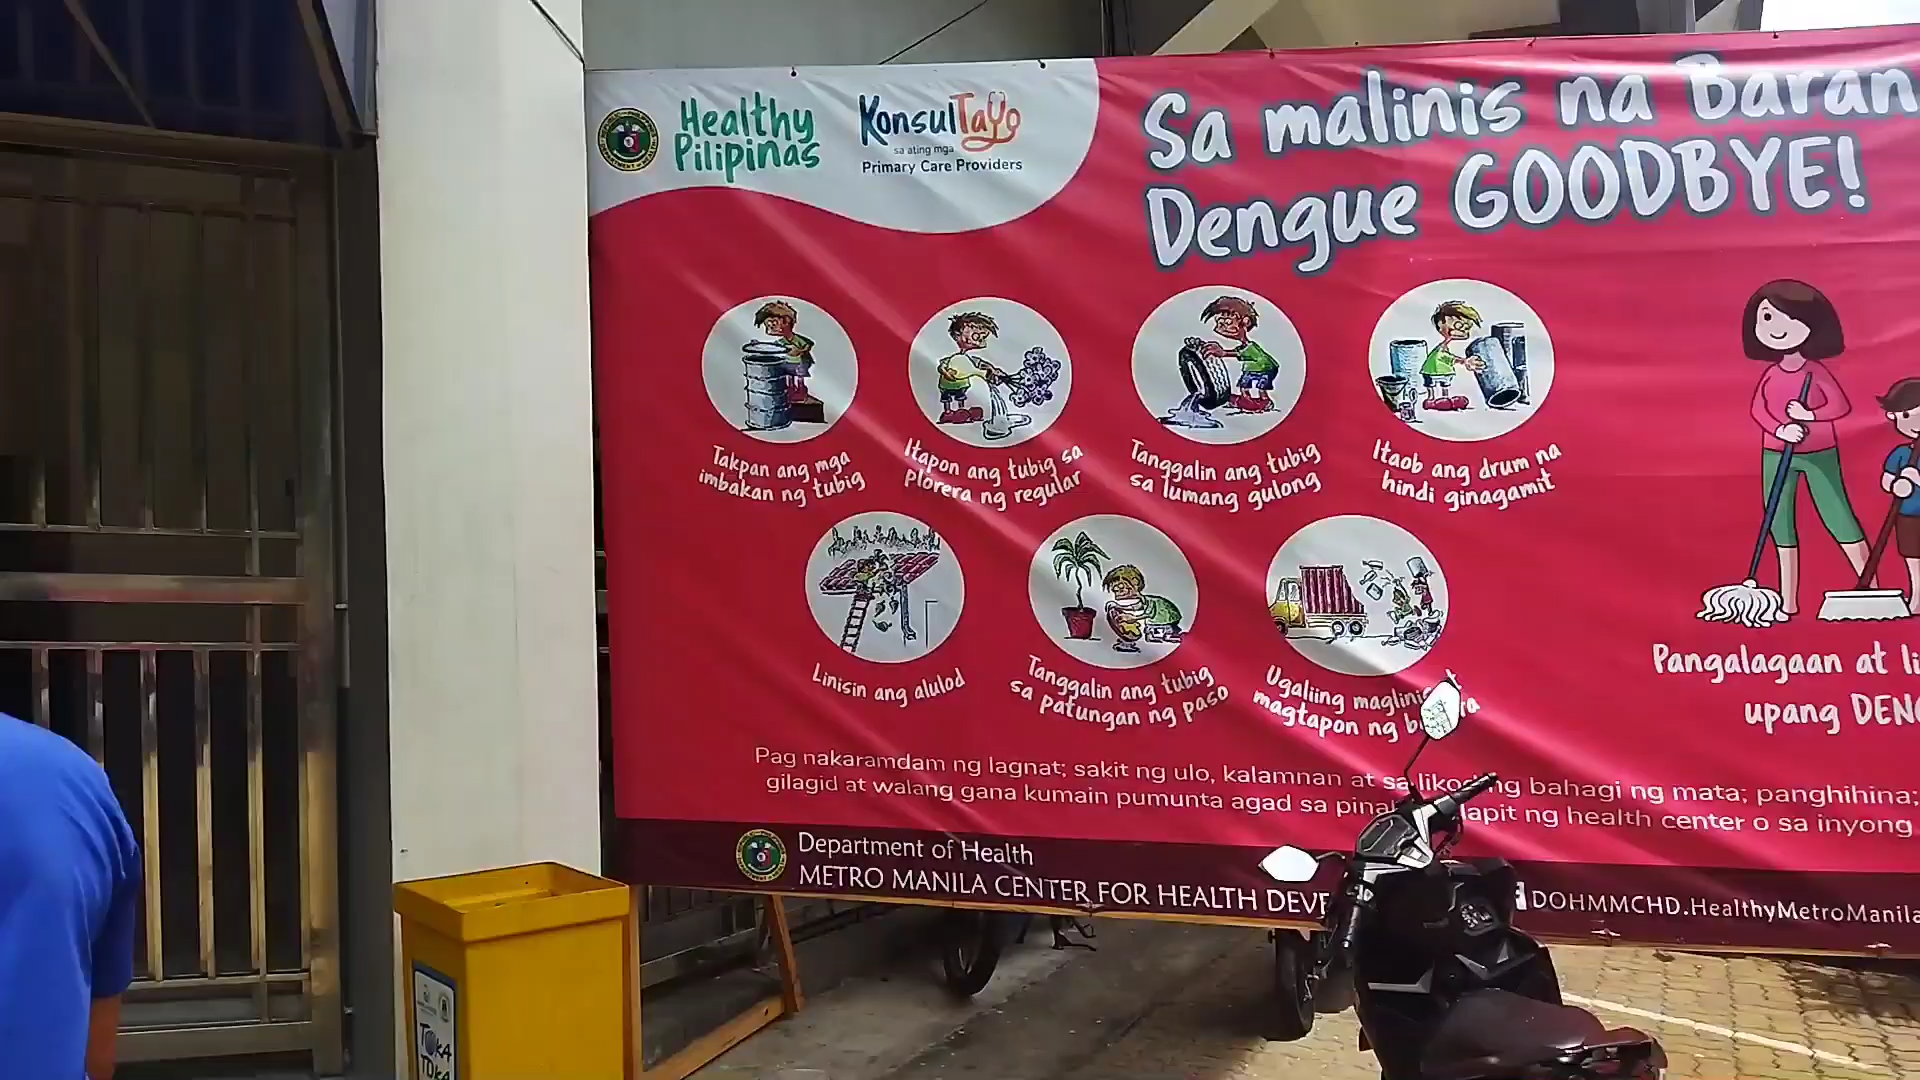 Healthy
Pilipinas
KonsulTayo
sa ating mga
Primary Care Providers
Sa malinis na Baran
Dengue GOODBYE!
Takpan ang mga
imbakan ng tubig
Itapon ang tubig sa
plorera ng regular
Tanggalin ang tubig
sa lumang gulong
Itaob ang drum na
hindi ginagamit
Linisin ang alulod
Tanggalin ang tubig
sa patungan ng paso
Ugaliing maglinis
magtapon ng
Pangalagaan at li
upang DENG
Pag nakaramdam ng lagnat; sakit ng ulo, kalamnan at sa likod ng bahagi ng mata; panghihina;
gilagid at walang gana kumain pumunta agad sa lapit ng health center o sa inyong
Department of Health
METRO MANILA CENTER FOR HEALTH DEVE
DOHMMCHD.HealthyMetroManila
TOKA
TOKA